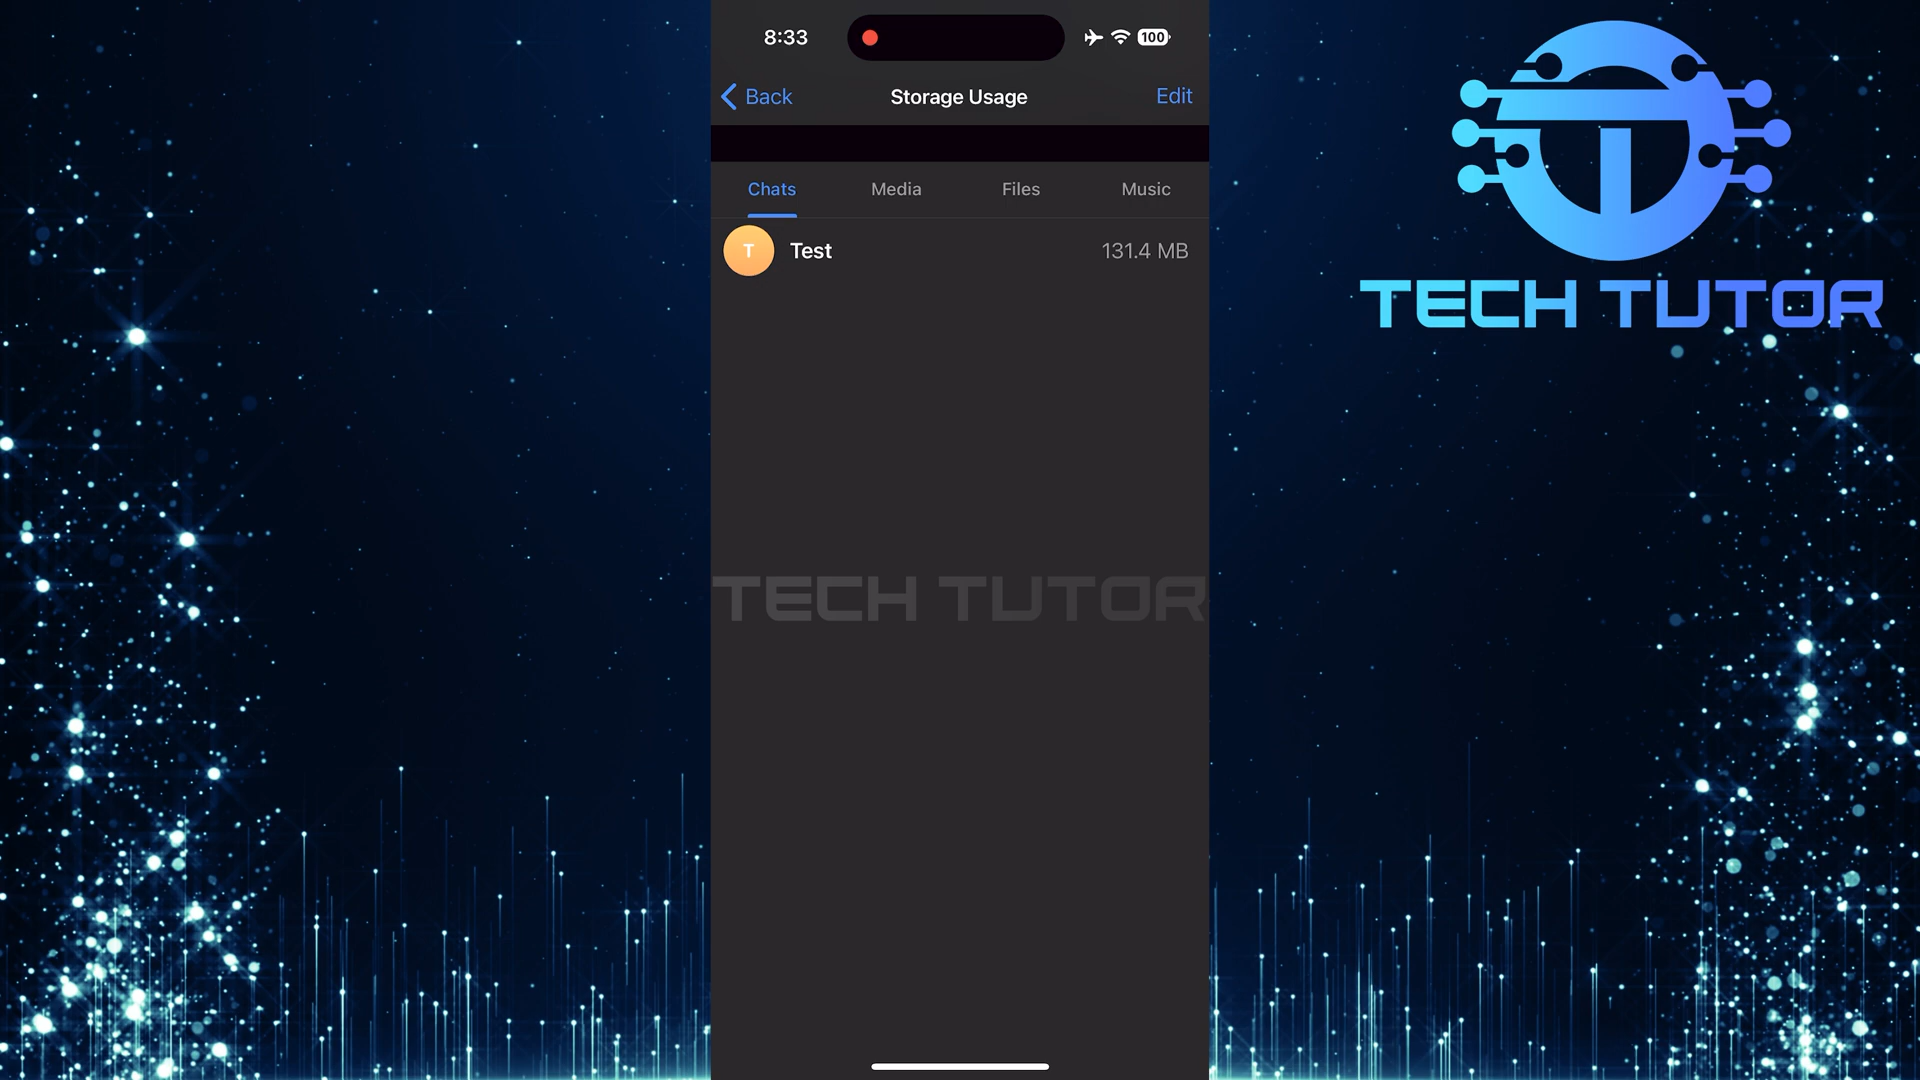 8:33
100
Back
Storage Usage
Edit
Chats
Media
Files
Music
T
Test
131.4 MB
TECH TUTOR
TECH TUTOR